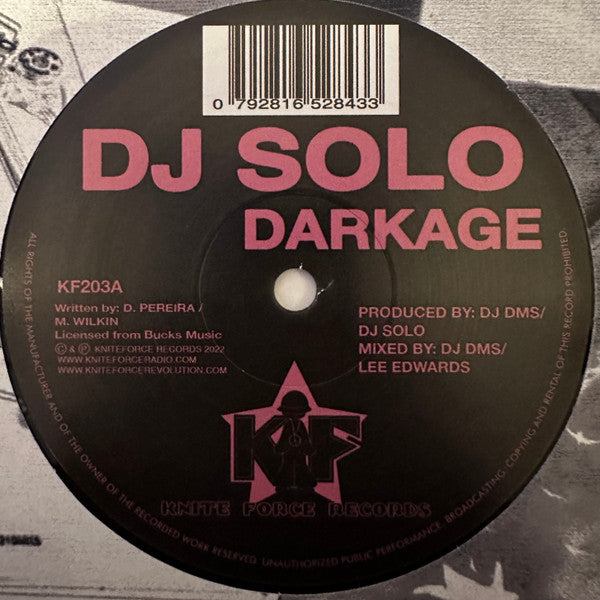 0 792816 528433
DJ SOLO
DARKAGE
KF203A
Written by: D. PEREIRA /
M. WILKIN
Licensed from Bucks Music
© & ℗ KNITEFORCE RECORDS 2022
WWW.KNITEFORCERADIO.COM
WWW.KNITEFORCEREVOLUTION.COM
PRODUCED BY: DJ DMS/
DJ SOLO
MIXED BY: DJ DMS/
LEE EDWARDS
KF
KNITE FORCE RECORDS
ALL RIGHTS OF THE MANUFACTURER AND OF THE OWNER OF THE RECORDED WORK RESERVED. UNAUTHORIZED PUBLIC PERFORMANCE, BROADCASTING, COPYING AND RENTAL OF THIS RECORD PROHIBITED.